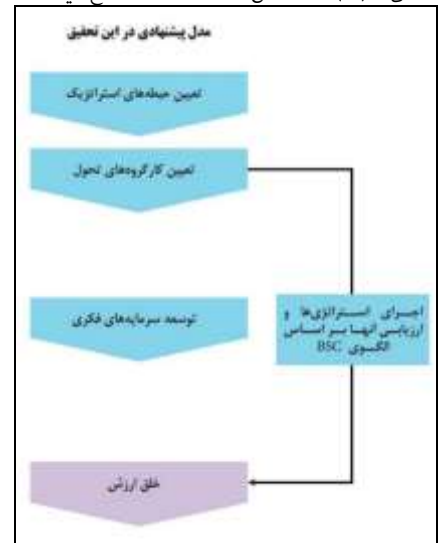 مدل پیشنهادی در این تحقیق
تعیین حیطه‌های استراتژیک
تعیین کارگروه‌های تحول
توسعه سرمایه‌های فکری
اجرای استراتژی‌ها و
ارزیابی آنها بر اساس
الگوی BSC
خلق ارزش